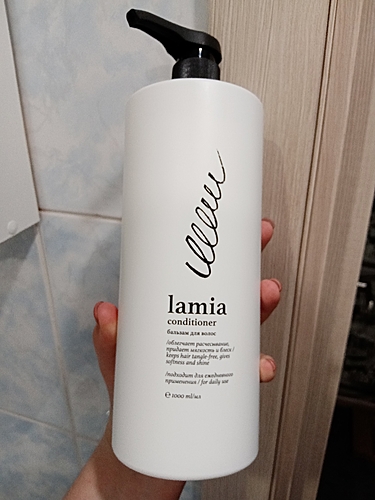 lamia
conditioner
бальзам для волос
/облегчает расчесывание,
придает мягкость и блеск /
keeps hair tangle-free, gives
softness and shine
/подходит для ежедневного
применения / for daily use
℮ 1000 ml/мл